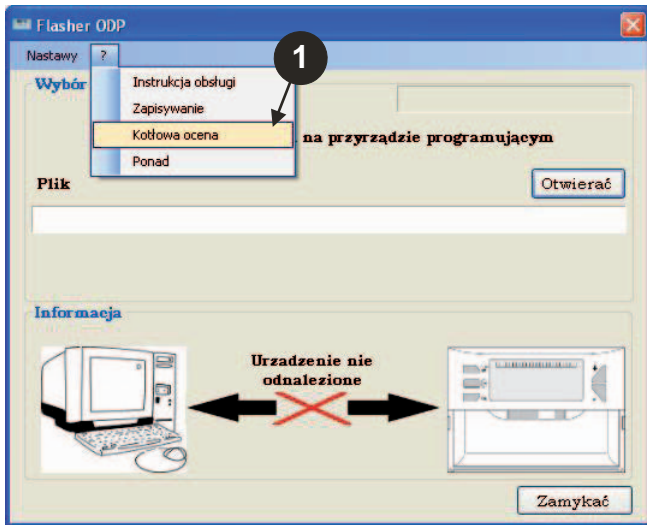 Flasher ODP
Nastawy ?
1
Wybór
Instrukcja obsługi
Zapisywanie
Kotłowa ocena
na przyrządzie programującym
Ponad
Plik
Otwierać
Informacja
Urzadzenie nie
odnalezione
Zamykać